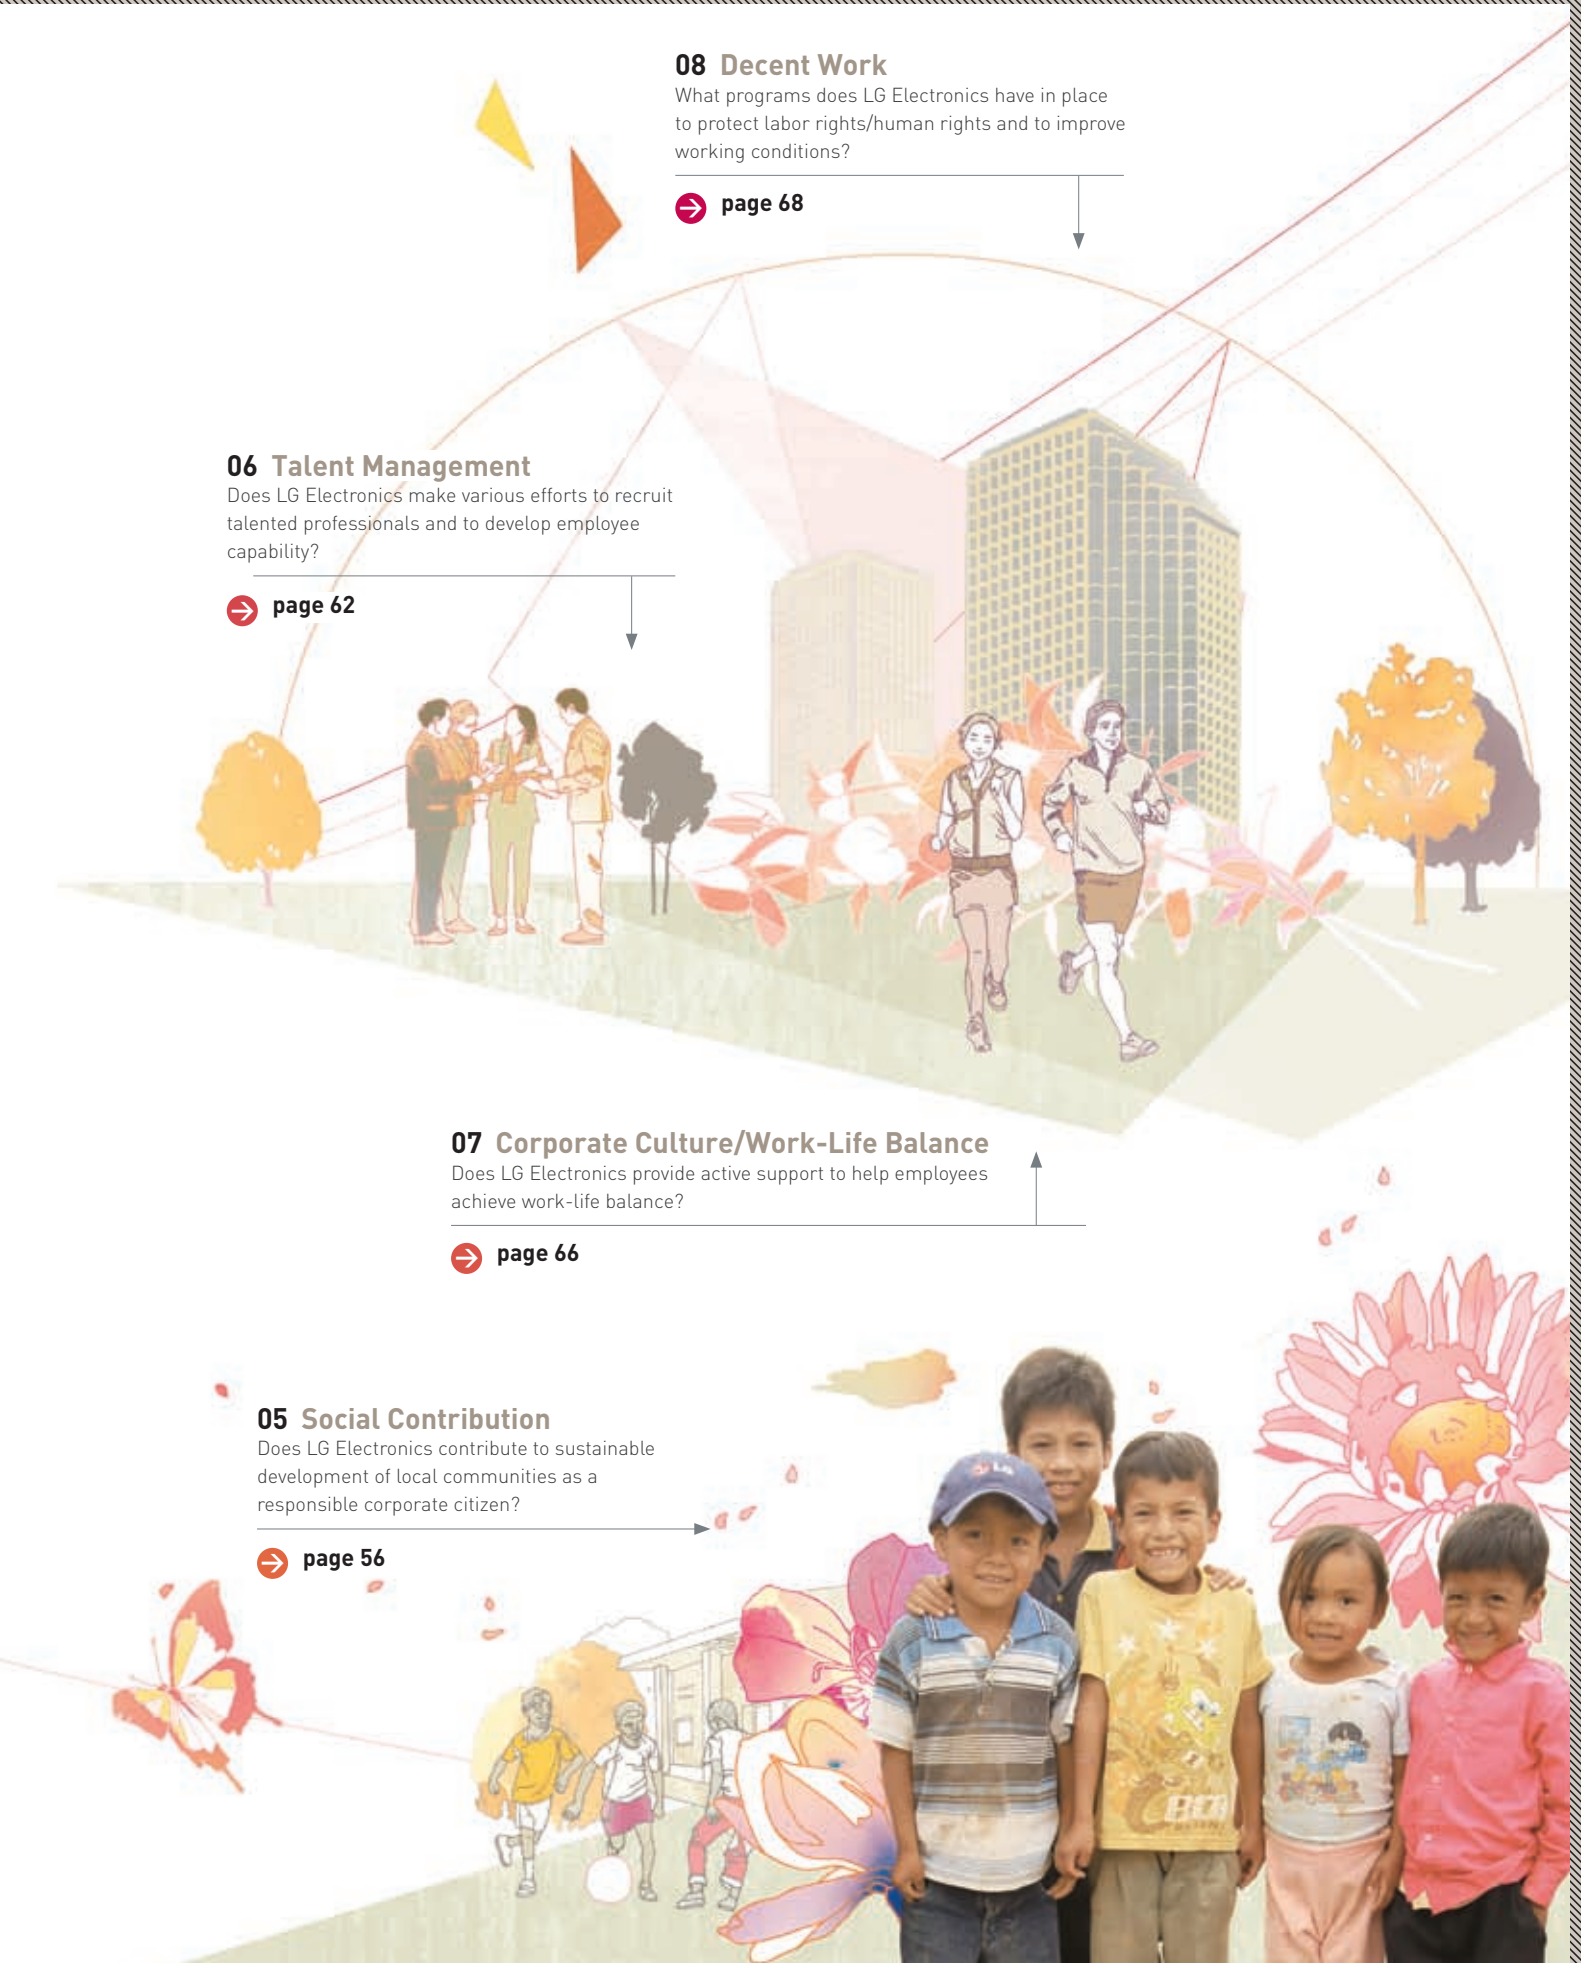 08 Decent Work
What programs does LG Electronics have in place
to protect labor rights/human rights and to improve
working conditions?
page 68
06 Talent Management
Does LG Electronics make various efforts to recruit
talented professionals and to develop employee
capability?
page 62
07 Corporate Culture/Work-Life Balance
Does LG Electronics provide active support to help employees
achieve work-life balance?
page 66
05 Social Contribution
Does LG Electronics contribute to sustainable
development of local communities as a
responsible corporate citizen?
page 56
LG